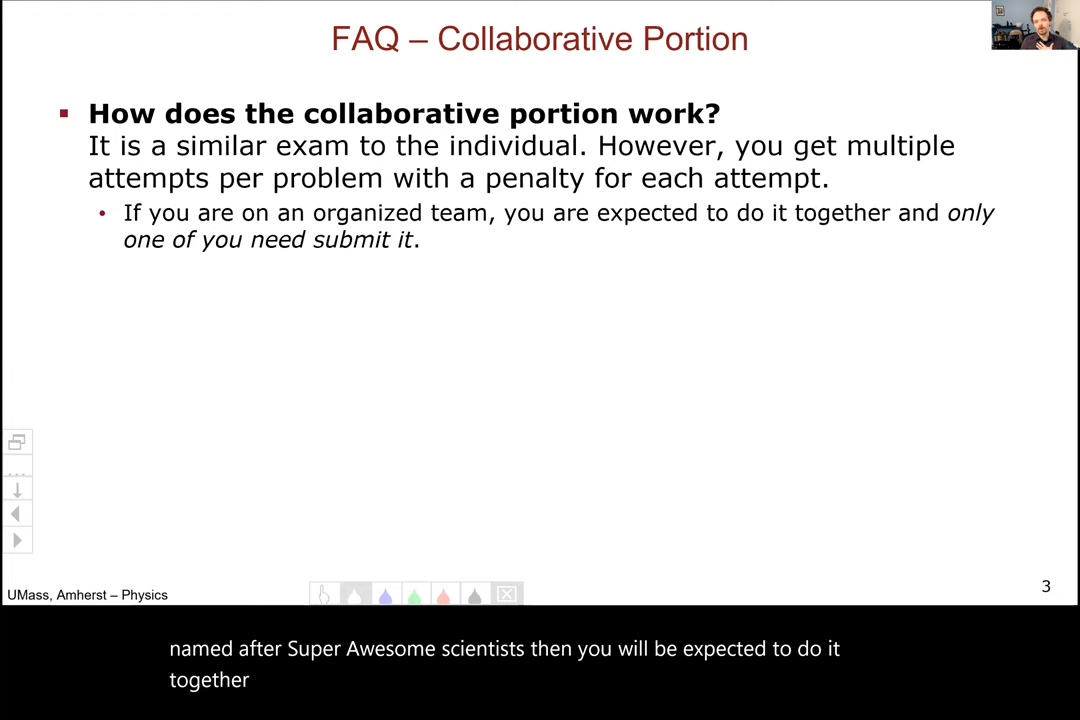 FAQ – Collaborative Portion
How does the collaborative portion work?
It is a similar exam to the individual. However, you get multiple
attempts per problem with a penalty for each attempt.
If you are on an organized team, you are expected to do it together and only
one of you need submit it.
UMass, Amherst – Physics
3
named after Super Awesome scientists then you will be expected to do it
together